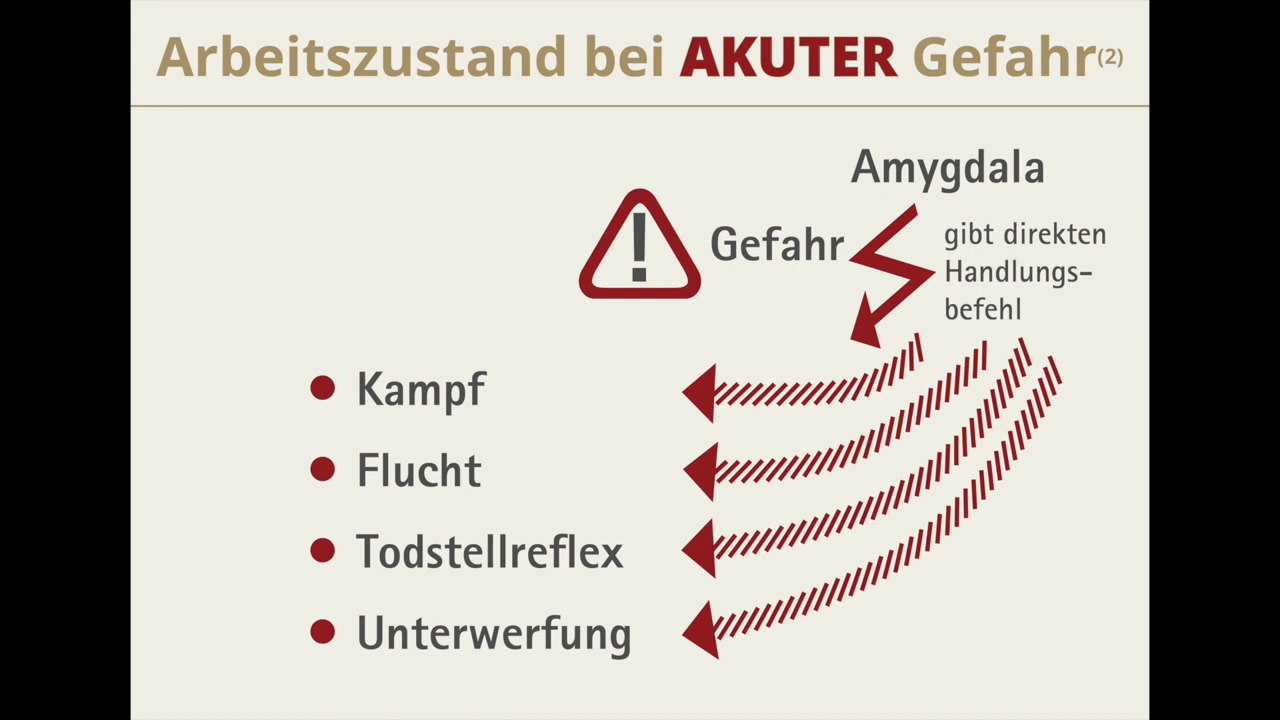 Arbeitszustand bei AKUTER Gefahr(2)
Amygdala
! Gefahr
gibt direkten
Handlungs-
befehl
• Kampf
• Flucht
• Todstellreflex
• Unterwerfung